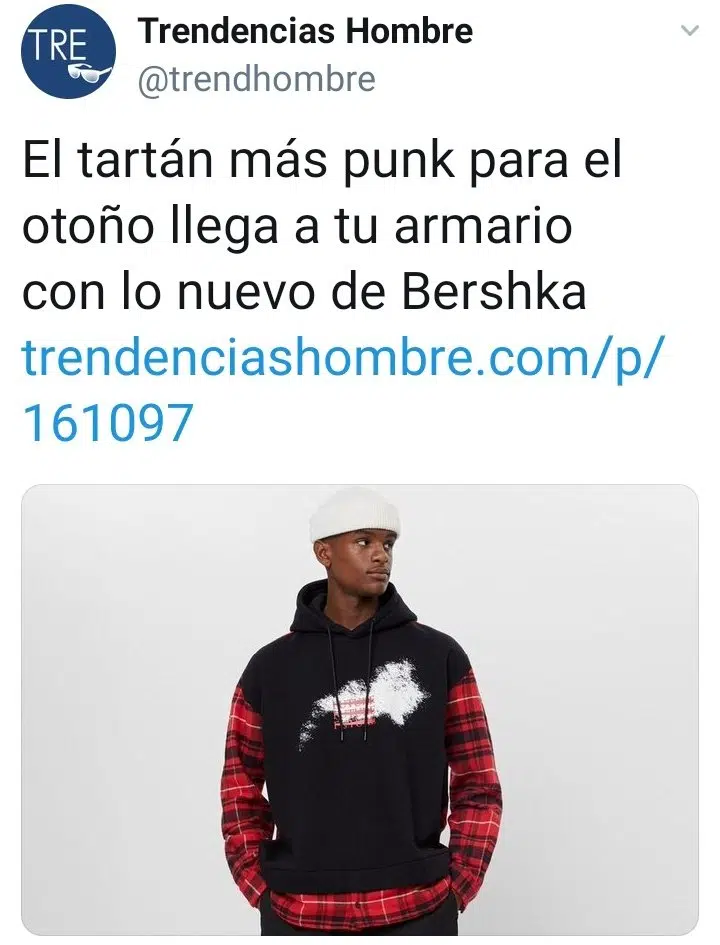 TRE
Trendencias Hombre
@trendhombre
El tartán más punk para el
otoño llega a tu armario
con lo nuevo de Bershka
trendenciashombre.com/p/
161097